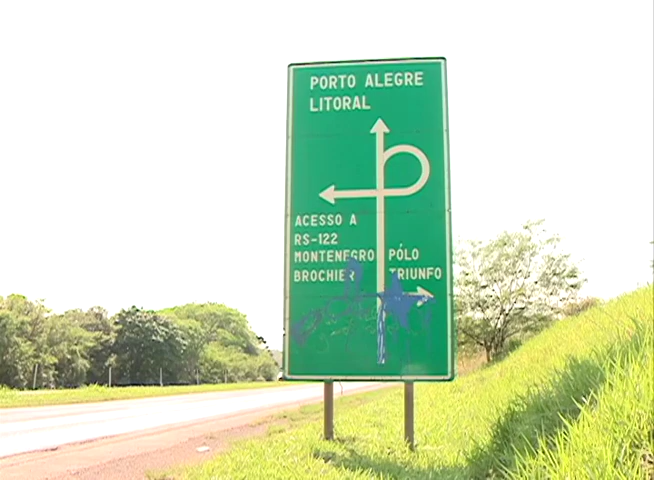 PORTO ALEGRE
LITORAL
ACESSO A
RS-122
MONTENEGRO
BROCHIER
PÓLO
TRIUNFO